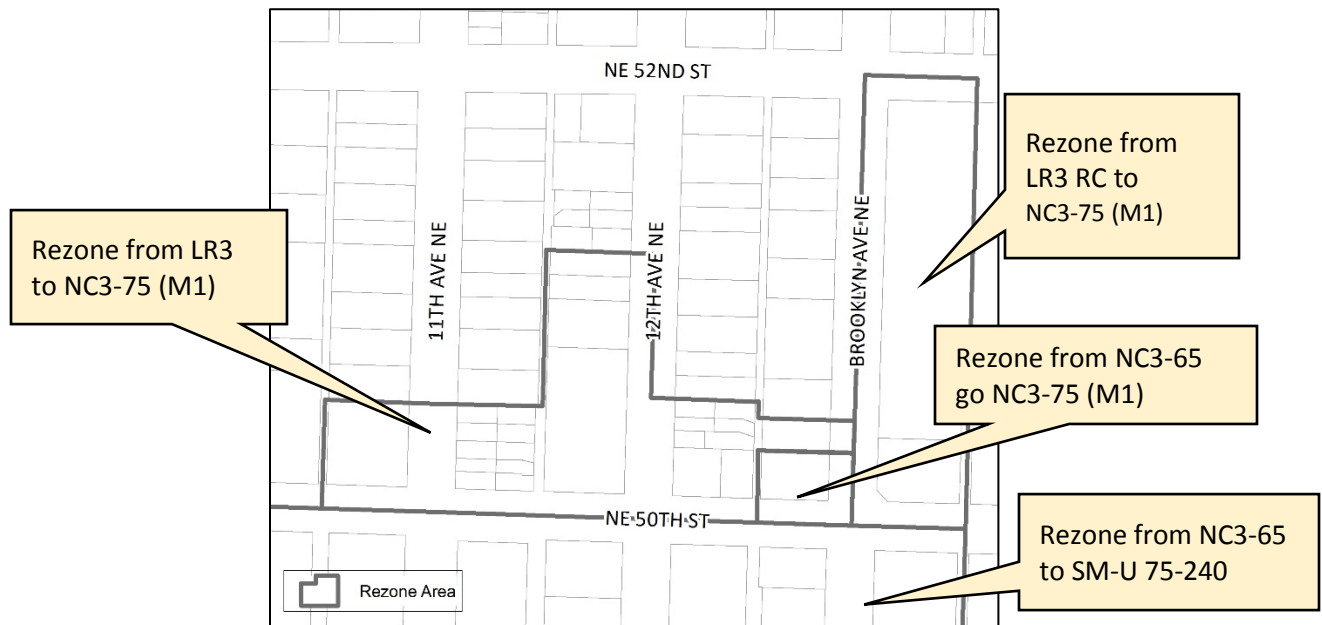 NE 52ND ST
Rezone from
LR3 RC to
NC3-75 (M1)
Rezone from LR3
to NC3-75 (M1)
11TH AVE NE
12TH AVE NE
BROOKLYN AVE NE
Rezone from NC3-65
go NC3-75 (M1)
NE 50TH ST
Rezone from NC3-65
to SM-U 75-240
Rezone Area